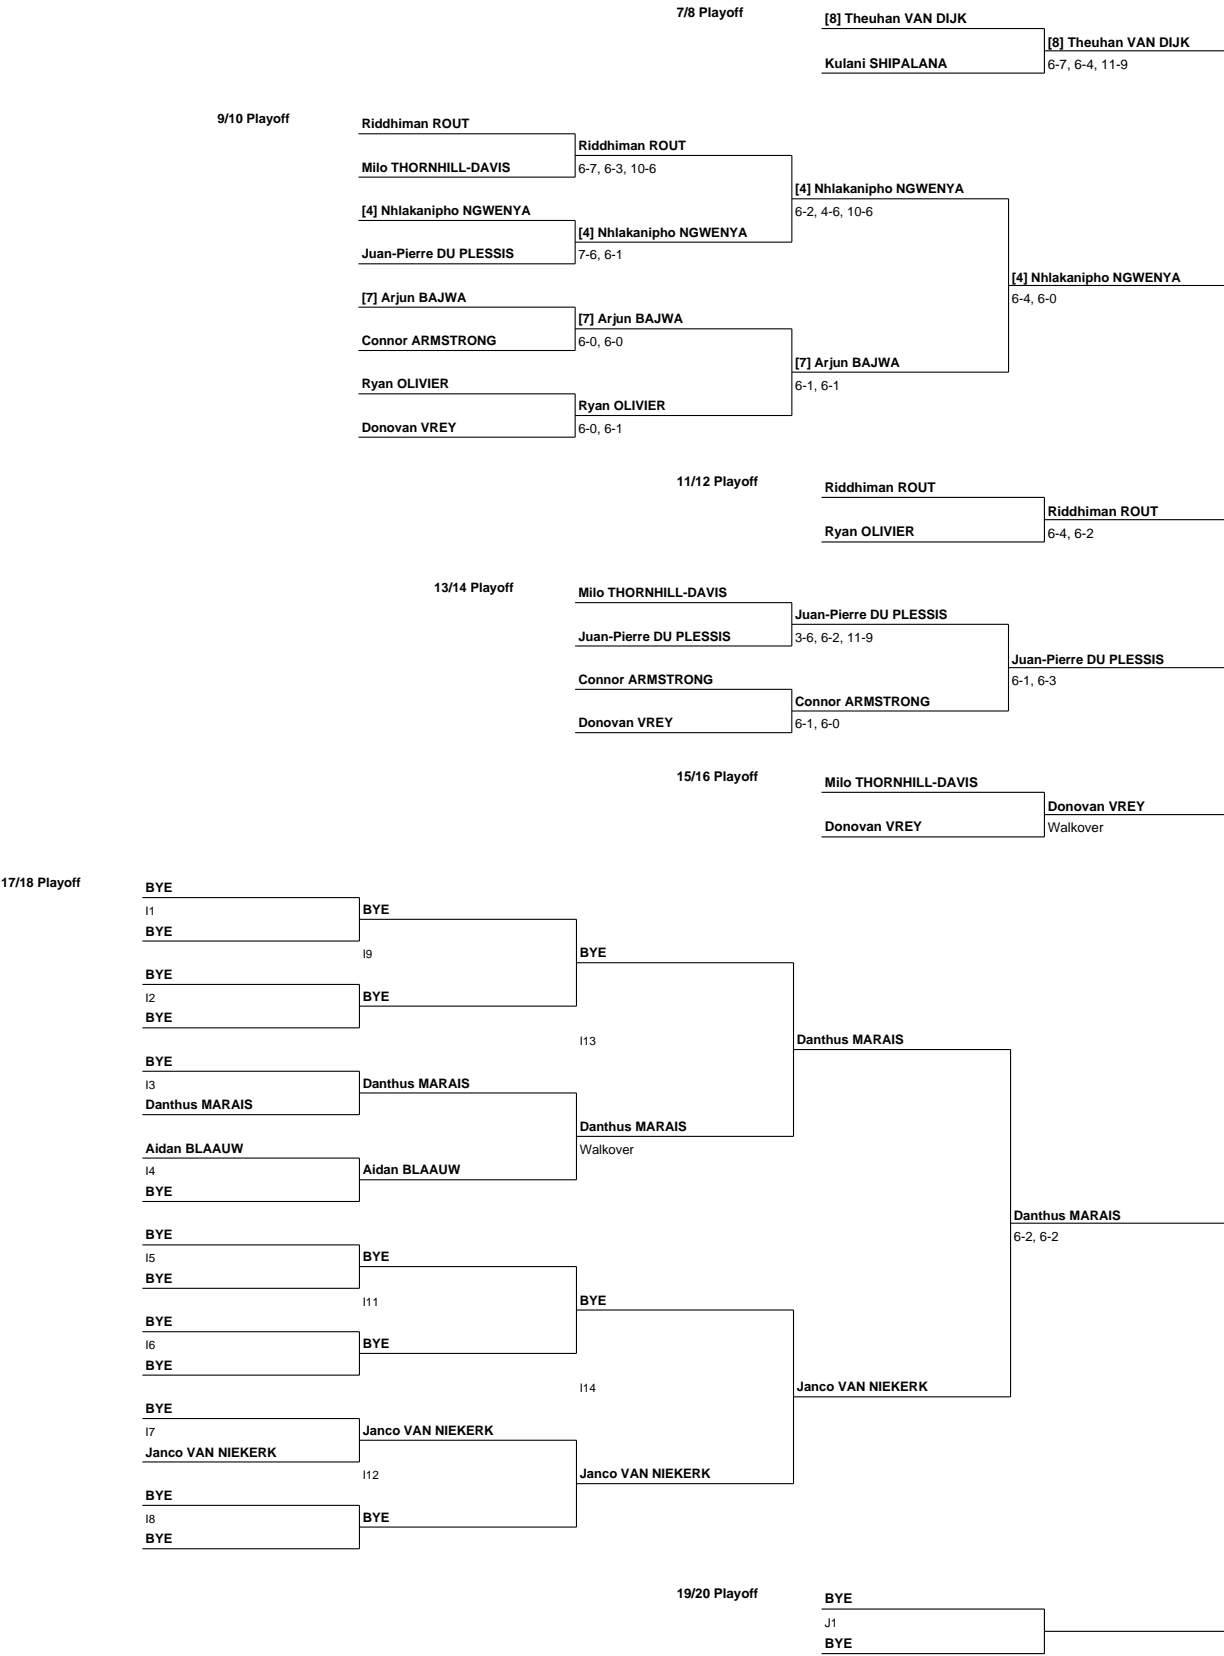 7/8 Playoff
[8] Theuhan VAN DIJK
[8] Theuhan VAN DIJK
Kulani SHIPALANA
6-7, 6-4, 11-9
9/10 Playoff
Riddhiman ROUT
Riddhiman ROUT
Milo THORNHILL-DAVIS
6-7, 6-3, 10-6
[4] Nhlakanipho NGWENYA
[4] Nhlakanipho NGWENYA
6-2, 4-6, 10-6
[4] Nhlakanipho NGWENYA
Juan-Pierre DU PLESSIS
7-6, 6-1
[4] Nhlakanipho NGWENYA
6-4, 6-0
[7] Arjun BAJWA
[7] Arjun BAJWA
Connor ARMSTRONG
6-0, 6-0
[7] Arjun BAJWA
6-1, 6-1
Ryan OLIVIER
Ryan OLIVIER
Donovan VREY
6-0, 6-1
11/12 Playoff
Riddhiman ROUT
Riddhiman ROUT
Ryan OLIVIER
6-4, 6-2
13/14 Playoff
Milo THORNHILL-DAVIS
Juan-Pierre DU PLESSIS
Juan-Pierre DU PLESSIS
3-6, 6-2, 11-9
Juan-Pierre DU PLESSIS
6-1, 6-3
Connor ARMSTRONG
Connor ARMSTRONG
Donovan VREY
6-1, 6-0
15/16 Playoff
Milo THORNHILL-DAVIS
Donovan VREY
Donovan VREY
Walkover
17/18 Playoff
BYE
I1
BYE
BYE
I9
BYE
BYE
I2
BYE
BYE
I13
Danthus MARAIS
BYE
I3
Danthus MARAIS
Danthus MARAIS
Danthus MARAIS
Walkover
Aidan BLAAUW
I4
Aidan BLAAUW
BYE
Danthus MARAIS
6-2, 6-2
BYE
I5
BYE
BYE
I11
BYE
BYE
I6
BYE
BYE
I14
Janco VAN NIEKERK
BYE
I7
Janco VAN NIEKERK
Janco VAN NIEKERK
I12
Janco VAN NIEKERK
BYE
I8
BYE
BYE
19/20 Playoff
BYE
J1
BYE